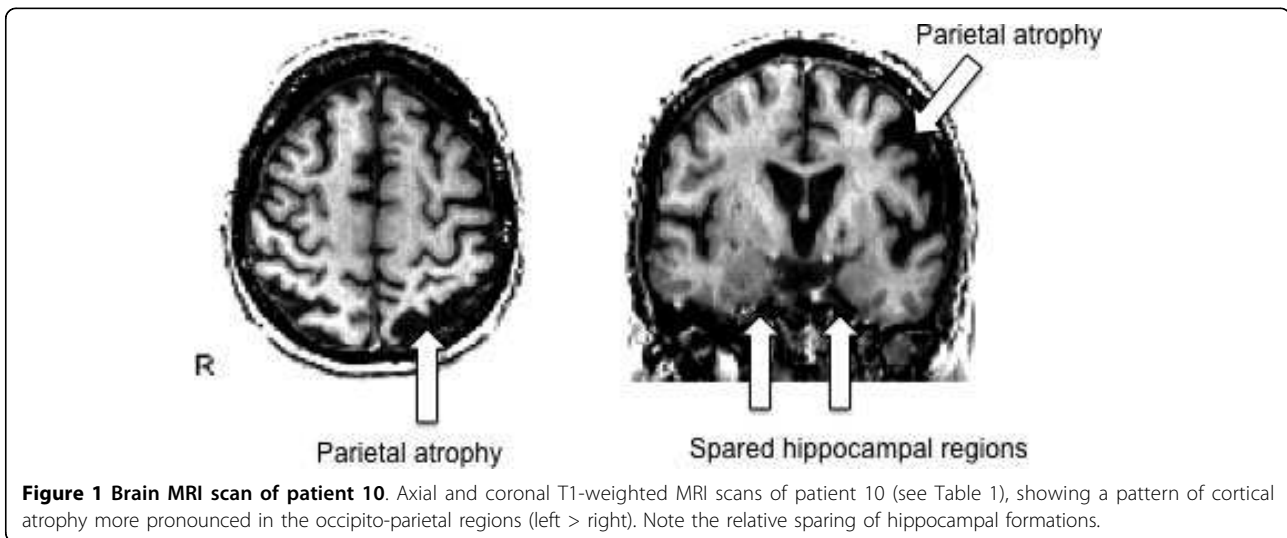 Parietal atrophy
R
Parietal atrophy
Spared hippocampal regions
Figure 1 Brain MRI scan of patient 10. Axial and coronal T1-weighted MRI scans of patient 10 (see Table 1), showing a pattern of cortical
atrophy more pronounced in the occipito-parietal regions (left > right). Note the relative sparing of hippocampal formations.